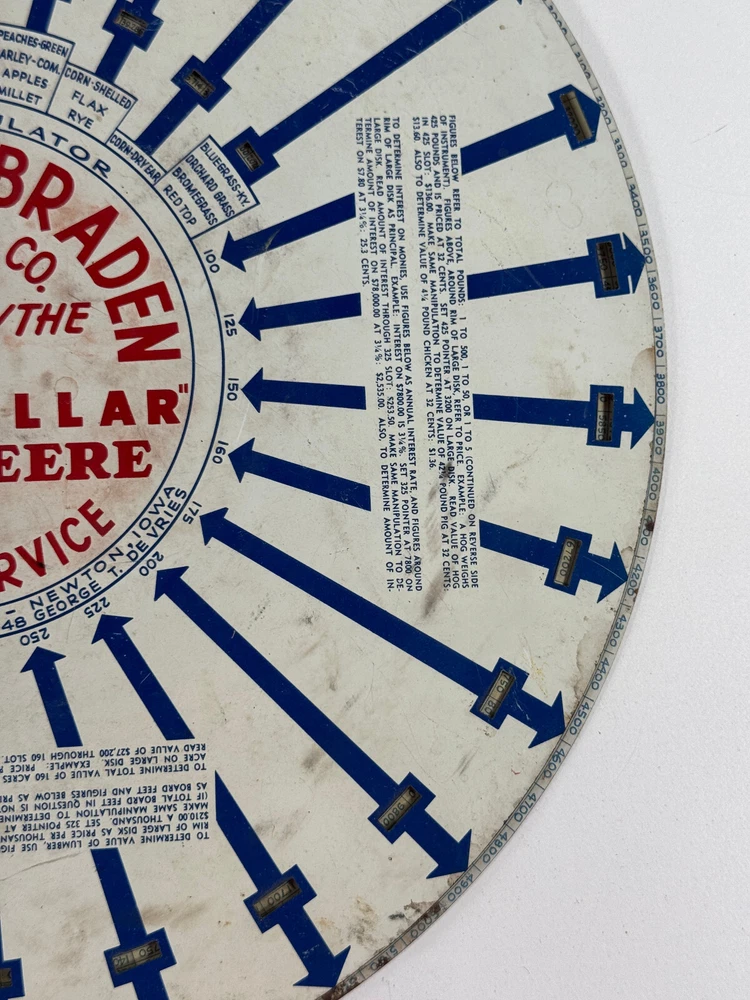 PEACHES-GREEN
ARLEY-COM.
APPLES
MILLET
CORN-SHELLED
FLAX
RYE
CORN-DRY EAR
BLUEGRASS-KY.
ORCHARD GRASS
BROMEGRASS
RED TOP
ULATOR
BRADEN
CO.
/THE
LLAR"
EERE
RVICE
- NEWTON, IOWA
48 GEORGE T. DE VRIES
100
125
150
160
175
200
225
250
FIGURES BELOW REFER TO TOTAL POUNDS: 1 TO 500, 1 TO 50, OR 1 TO 5 (CONTINUED ON REVERSE SIDE
OF INSTRUMENT). FIGURES ABOVE, AROUND RIM OF LARGE DISK, REFER TO PRICE. EXAMPLE: A HOG WEIGHS
425 POUNDS AND IS PRICED AT 32 CENTS. SET 425 POINTER AT 3200 ON LARGE DISK. READ VALUE OF HOG
IN 425 SLOT: $136.00. MAKE SAME MANIPULATION TO DETERMINE VALUE OF 42½ POUND PIG AT 32 CENTS:
$13.60. ALSO TO DETERMINE VALUE OF 4¼ POUND CHICKEN AT 32 CENTS: $1.36.
TO DETERMINE INTEREST ON MONIES, USE FIGURES BELOW AS ANNUAL INTEREST RATE, AND FIGURES AROUND
RIM OF LARGE DISK AS PRINCIPAL. EXAMPLE: INTEREST ON $7800.00 IS 3¼%. SET 325 POINTER AT 7800 ON
LARGE DISK. READ AMOUNT OF INTEREST THROUGH 325 SLOT: $253.50. MAKE SAME MANIPULATION TO DE-
TERMINE AMOUNT OF INTEREST ON $78,000.00 AT 3¼%: $2,535.00. ALSO, TO DETERMINE AMOUNT OF IN-
TEREST ON $7.80 AT 3¼%: 25.3 CENTS.
TO DETERMINE USE OF LUMBER, USE FIG
RIM OF LARGE DISK AS PRICE PER THOUSAN
$210.00 A THOUSAND, SET 325 POINTER AT
MAKE SAME MANIPULATION TO DETERMINE
(IF TOTAL BOARD FEET IN QUESTION IS NOT
AS BOARD FEET AND FIGURES BELOW AS PRI
TO DETERMINE TOTAL VALUE OF 160 ACRES
ACRE ON LARGE DISK. EXAMPLE: PRICE P
READ VALUE OF $27,200 THROUGH 160 SLOT.
3200
3300
3400
3500
3600
3700
3800
3900
4000
4200
4300
4400
4500
4600
4700
4800
4900